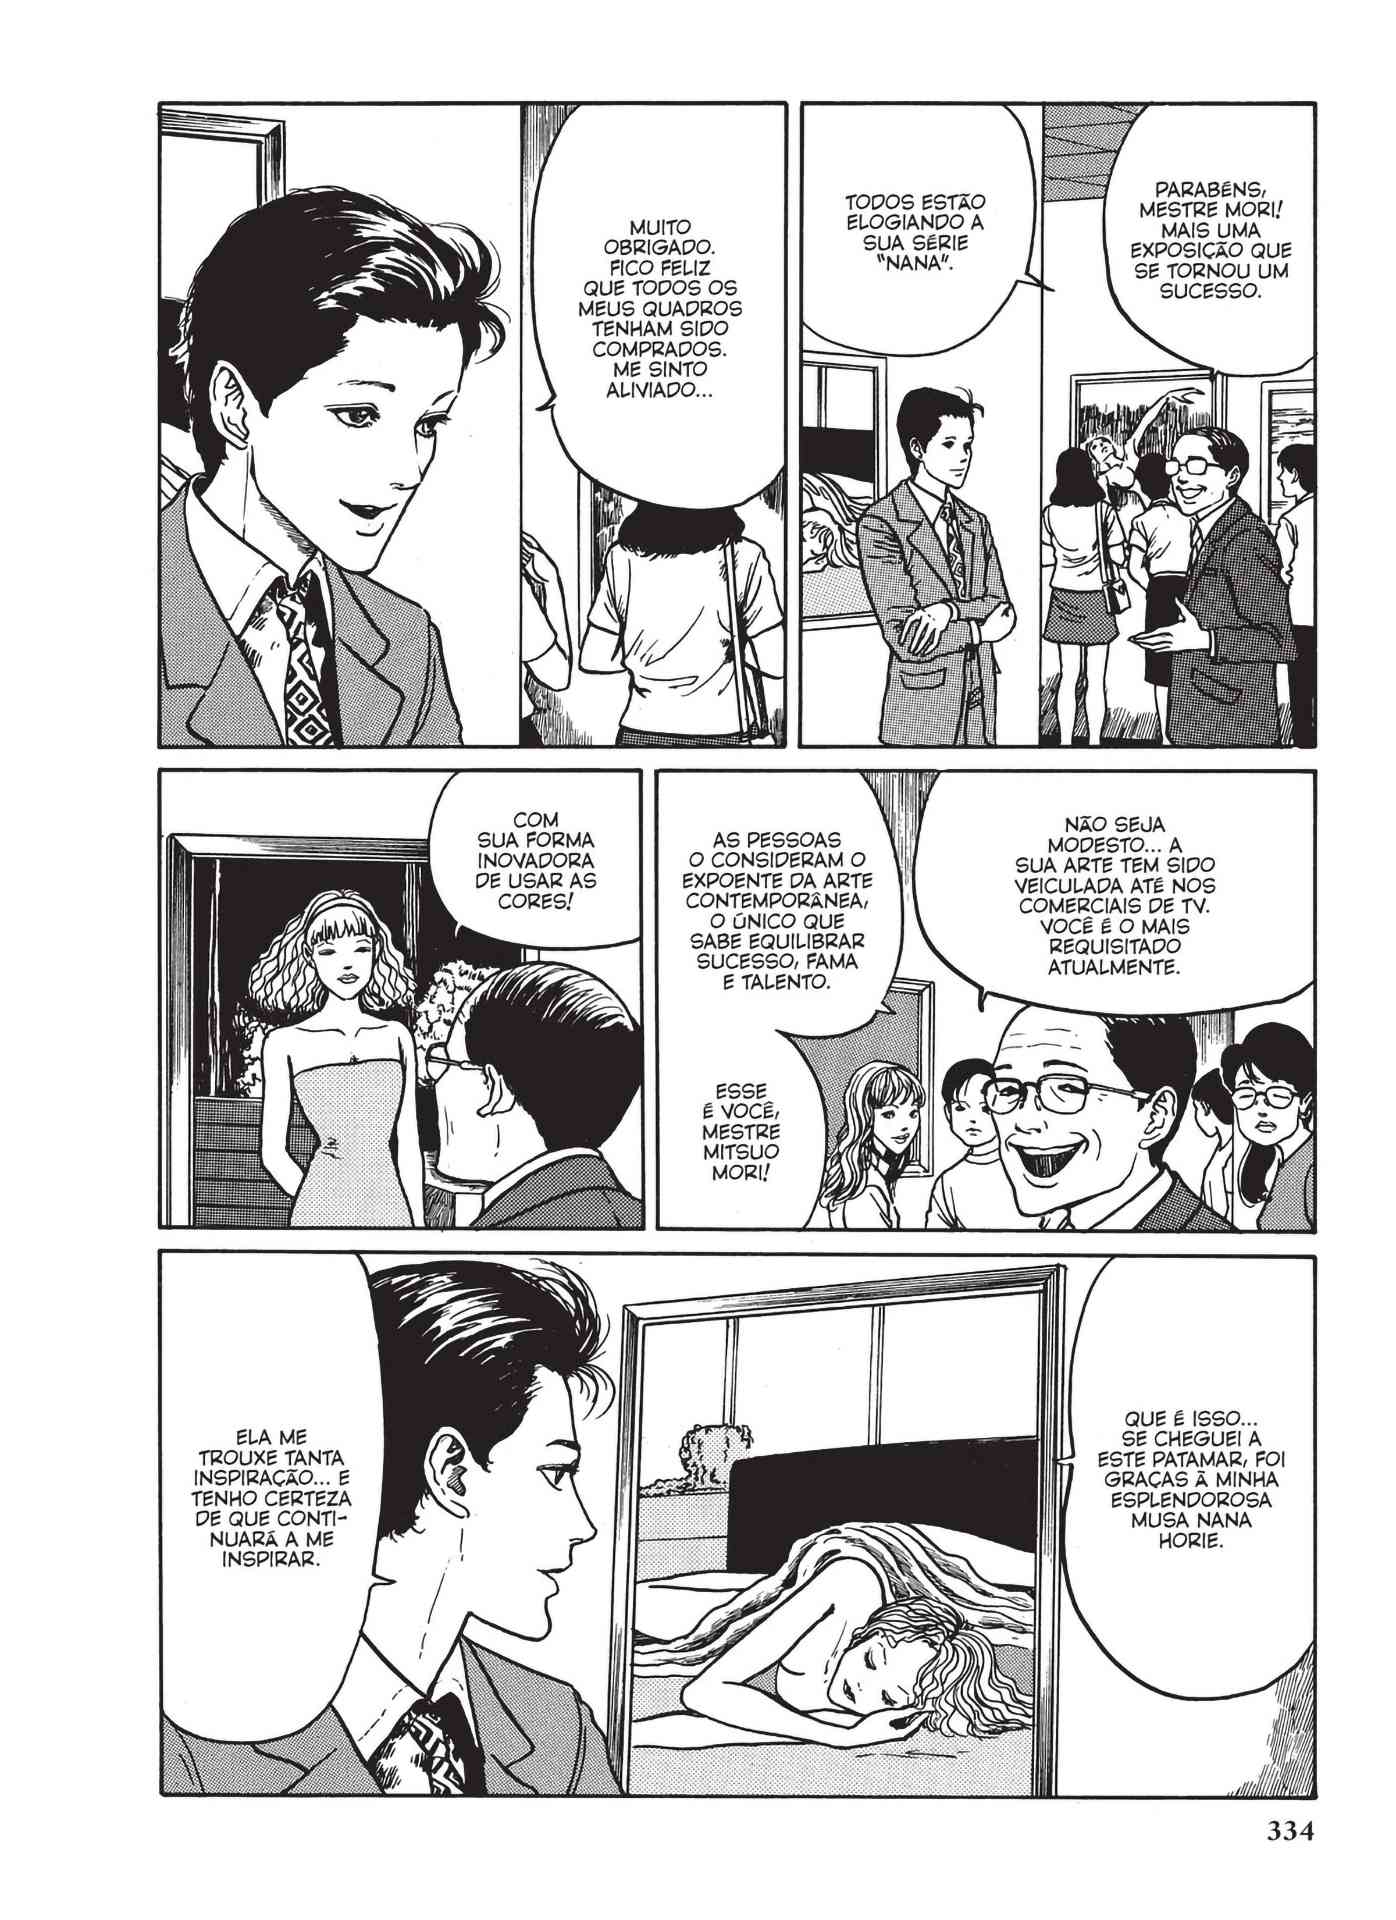 PARABÉNS,
MESTRE MORI!
MAIS UMA
EXPOSIÇÃO QUE
SE TORNOU UM
SUCESSO.
TODOS ESTÃO
ELOGIANDO A
SUA SÉRIE
"NANA".
MUITO
OBRIGADO.
FICO FELIZ
QUE TODOS OS
MEUS QUADROS
TENHAM SIDO
COMPRADOS.
ME SINTO
ALIVIADO...
NÃO SEJA
MODESTO... A
SUA ARTE TEM SIDO
VEICULADA ATÉ NOS
COMERCIAIS DE TV.
VOCÊ É O MAIS
REQUISITADO
ATUALMENTE.
AS PESSOAS
O CONSIDERAM O
EXPOENTE DA ARTE
CONTEMPORÂNEA,
O ÚNICO QUE
SABE EQUILIBRAR
SUCESSO, FAMA
E TALENTO.
ESSE
É VOCÊ,
MESTRE
MITSUO
MORI!
COM
SUA FORMA
INOVADORA
DE USAR AS
CORES!
QUE É ISSO...
SE CHEGUEI A
ESTE PATAMAR, FOI
GRAÇAS À MINHA
ESPLENDOROSA
MUSA NANA
HORIE.
ELA ME
TROUXE TANTA
INSPIRAÇÃO... E
TENHO CERTEZA
DE QUE CONTI-
NUARÁ A ME
INSPIRAR.
334